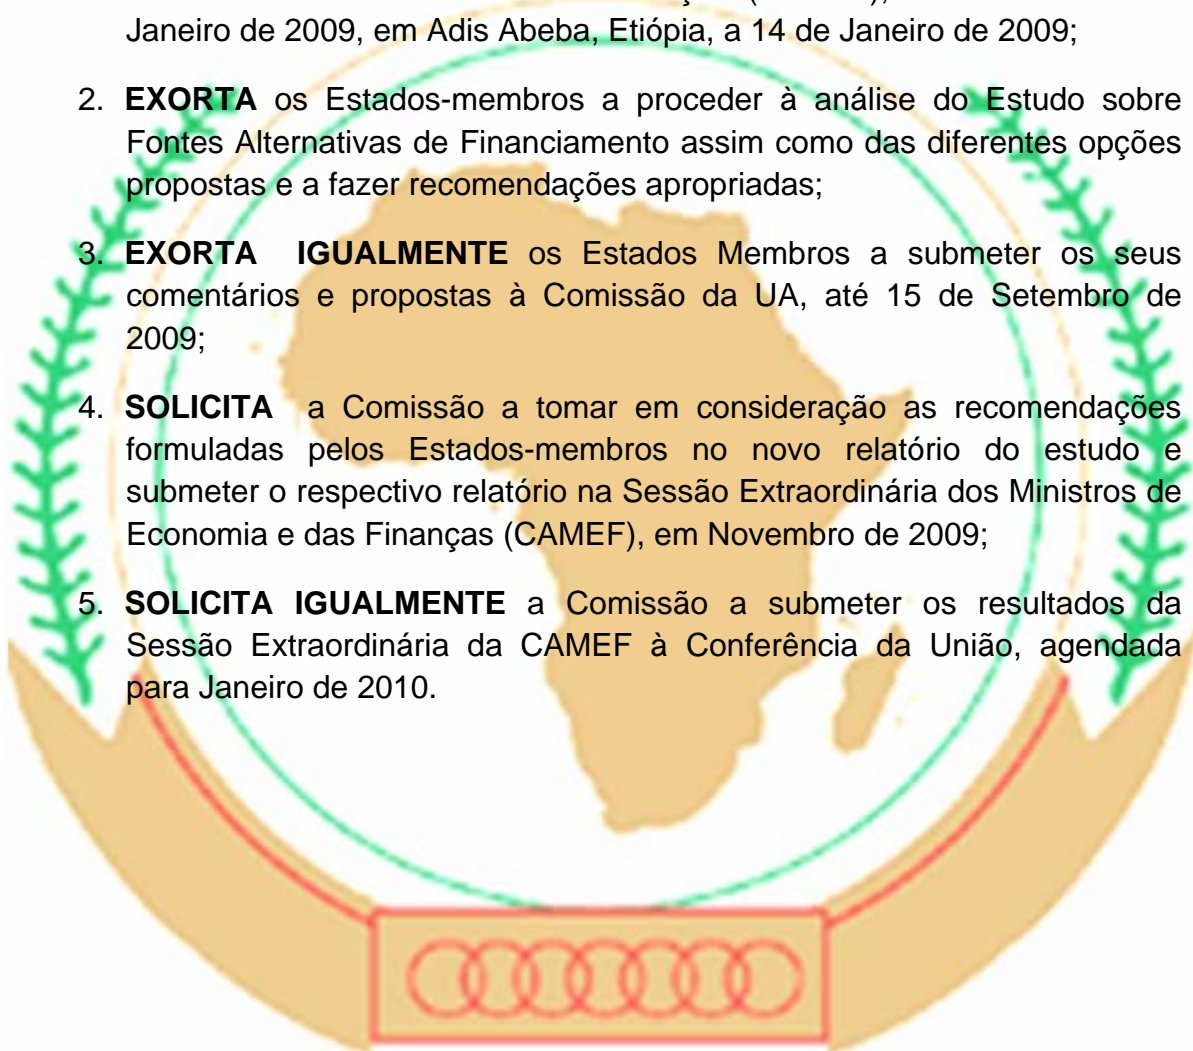 Janeiro de 2009, em Adis Abeba, Etiópia, a 14 de Janeiro de 2009;
2. EXORTA os Estados-membros a proceder à análise do Estudo sobre
Fontes Alternativas de Financiamento assim como das diferentes opções
propostas e a fazer recomendações apropriadas;
3. EXORTA IGUALMENTE os Estados Membros a submeter os seus
comentários e propostas à Comissão da UA, até 15 de Setembro de
2009;
4. SOLICITA a Comissão a tomar em consideração as recomendações
formuladas pelos Estados-membros no novo relatório do estudo e
submeter o respectivo relatório na Sessão Extraordinária dos Ministros de
Economia e das Finanças (CAMEF), em Novembro de 2009;
5. SOLICITA IGUALMENTE a Comissão a submeter os resultados da
Sessão Extraordinária da CAMEF à Conferência da União, agendada
para Janeiro de 2010.